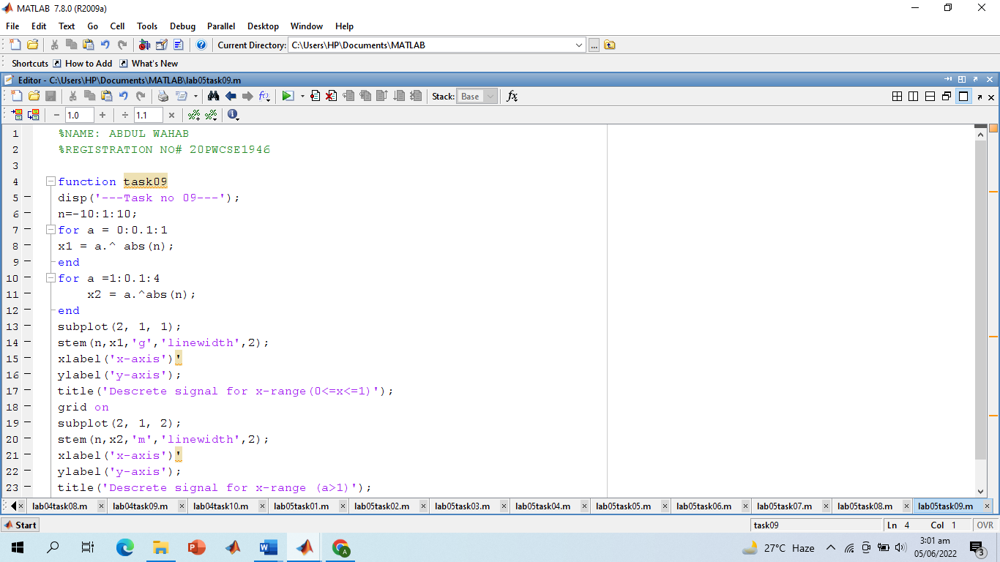 MATLAB 7.8.0 (R2009a)
File Edit Text Go Cell Tools Debug Parallel Desktop Window Help
Current Directory: C:\Users\HP\Documents\MATLAB ...
Shortcuts How to Add What's New
Editor - C:\Users\HP\Documents\MATLAB\lab05task09.m
Stack: Base fx
− 1.0 + ÷ 1.1 ×
1 %NAME: ABDUL WAHAB
2 %REGISTRATION NO# 20PWCSE1946
3
4 function task09
5 disp('---Task no 09---');
6 n=-10:1:10;
7 for a = 0:0.1:1
8 x1 = a.^ abs(n);
9 end
10 for a =1:0.1:4
11 x2 = a.^abs(n);
12 end
13 subplot(2, 1, 1);
14 stem(n,x1,'g','linewidth',2);
15 xlabel('x-axis')'
16 ylabel('y-axis');
17 title('Descrete signal for x-range(0<=x<=1)');
18 grid on
19 subplot(2, 1, 2);
20 stem(n,x2,'m','linewidth',2);
21 xlabel('x-axis')'
22 ylabel('y-axis');
23 title('Descrete signal for x-range (a>1)');
lab04task08.m lab04task09.m lab04task10.m lab05task01.m lab05task02.m lab05task03.m lab05task04.m lab05task05.m lab05task06.m lab05task07.m lab05task08.m lab05task09.m
Start task09 Ln 4 Col 1 OVR
27°C Haze 3:01 am
05/06/2022 3